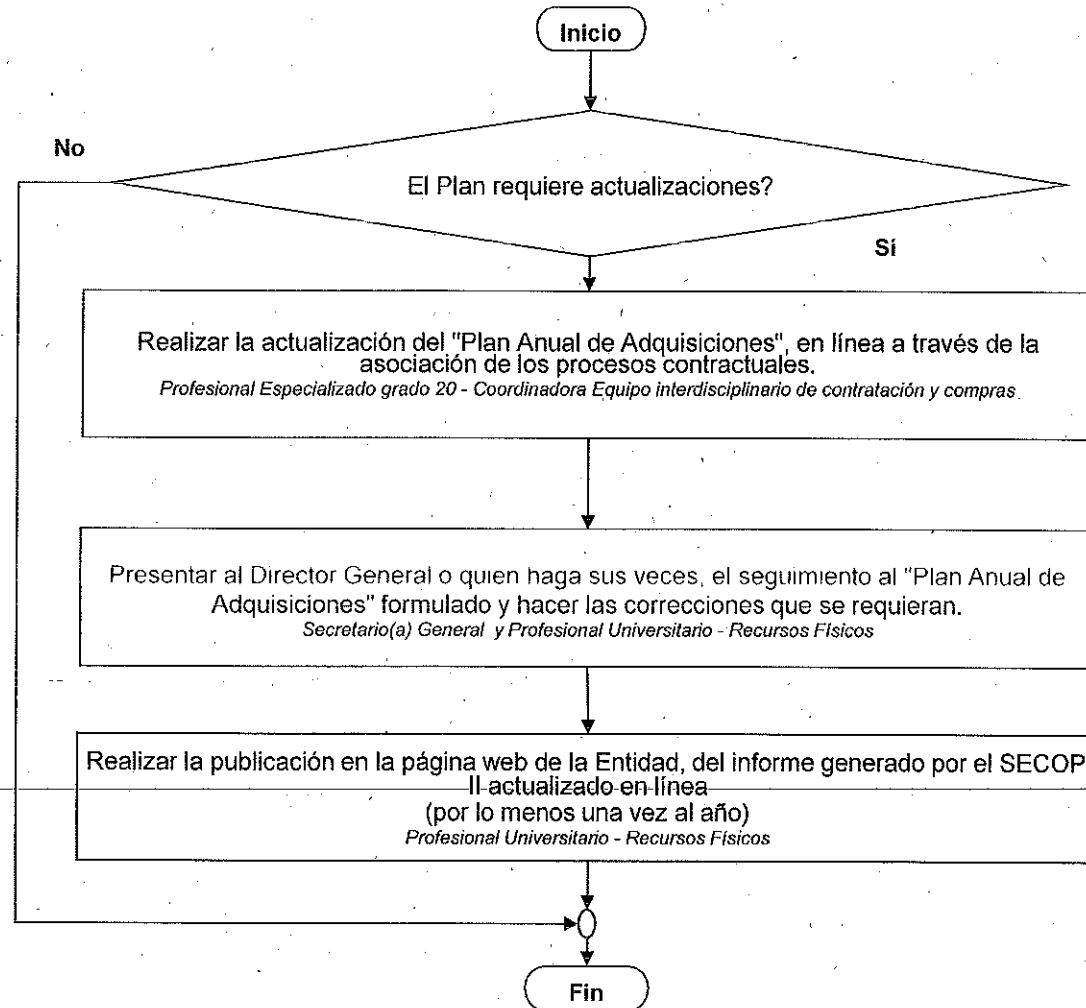 Inicio
No
El Plan requiere actualizaciones?
Sí
Realizar la actualización del "Plan Anual de Adquisiciones", en línea a través de la
asociación de los procesos contractuales.
Profesional Especializado grado 20 - Coordinadora Equipo interdisciplinario de contratación y compras
Presentar al Director General o quien haga sus veces, el seguimiento al "Plan Anual de
Adquisiciones" formulado y hacer las correcciones que se requieran.
Secretario(a) General y Profesional Universitario - Recursos Físicos
Realizar la publicación en la página web de la Entidad, del informe generado por el SECOP
II actualizado en línea
(por lo menos una vez al año)
Profesional Universitario - Recursos Físicos
Fin